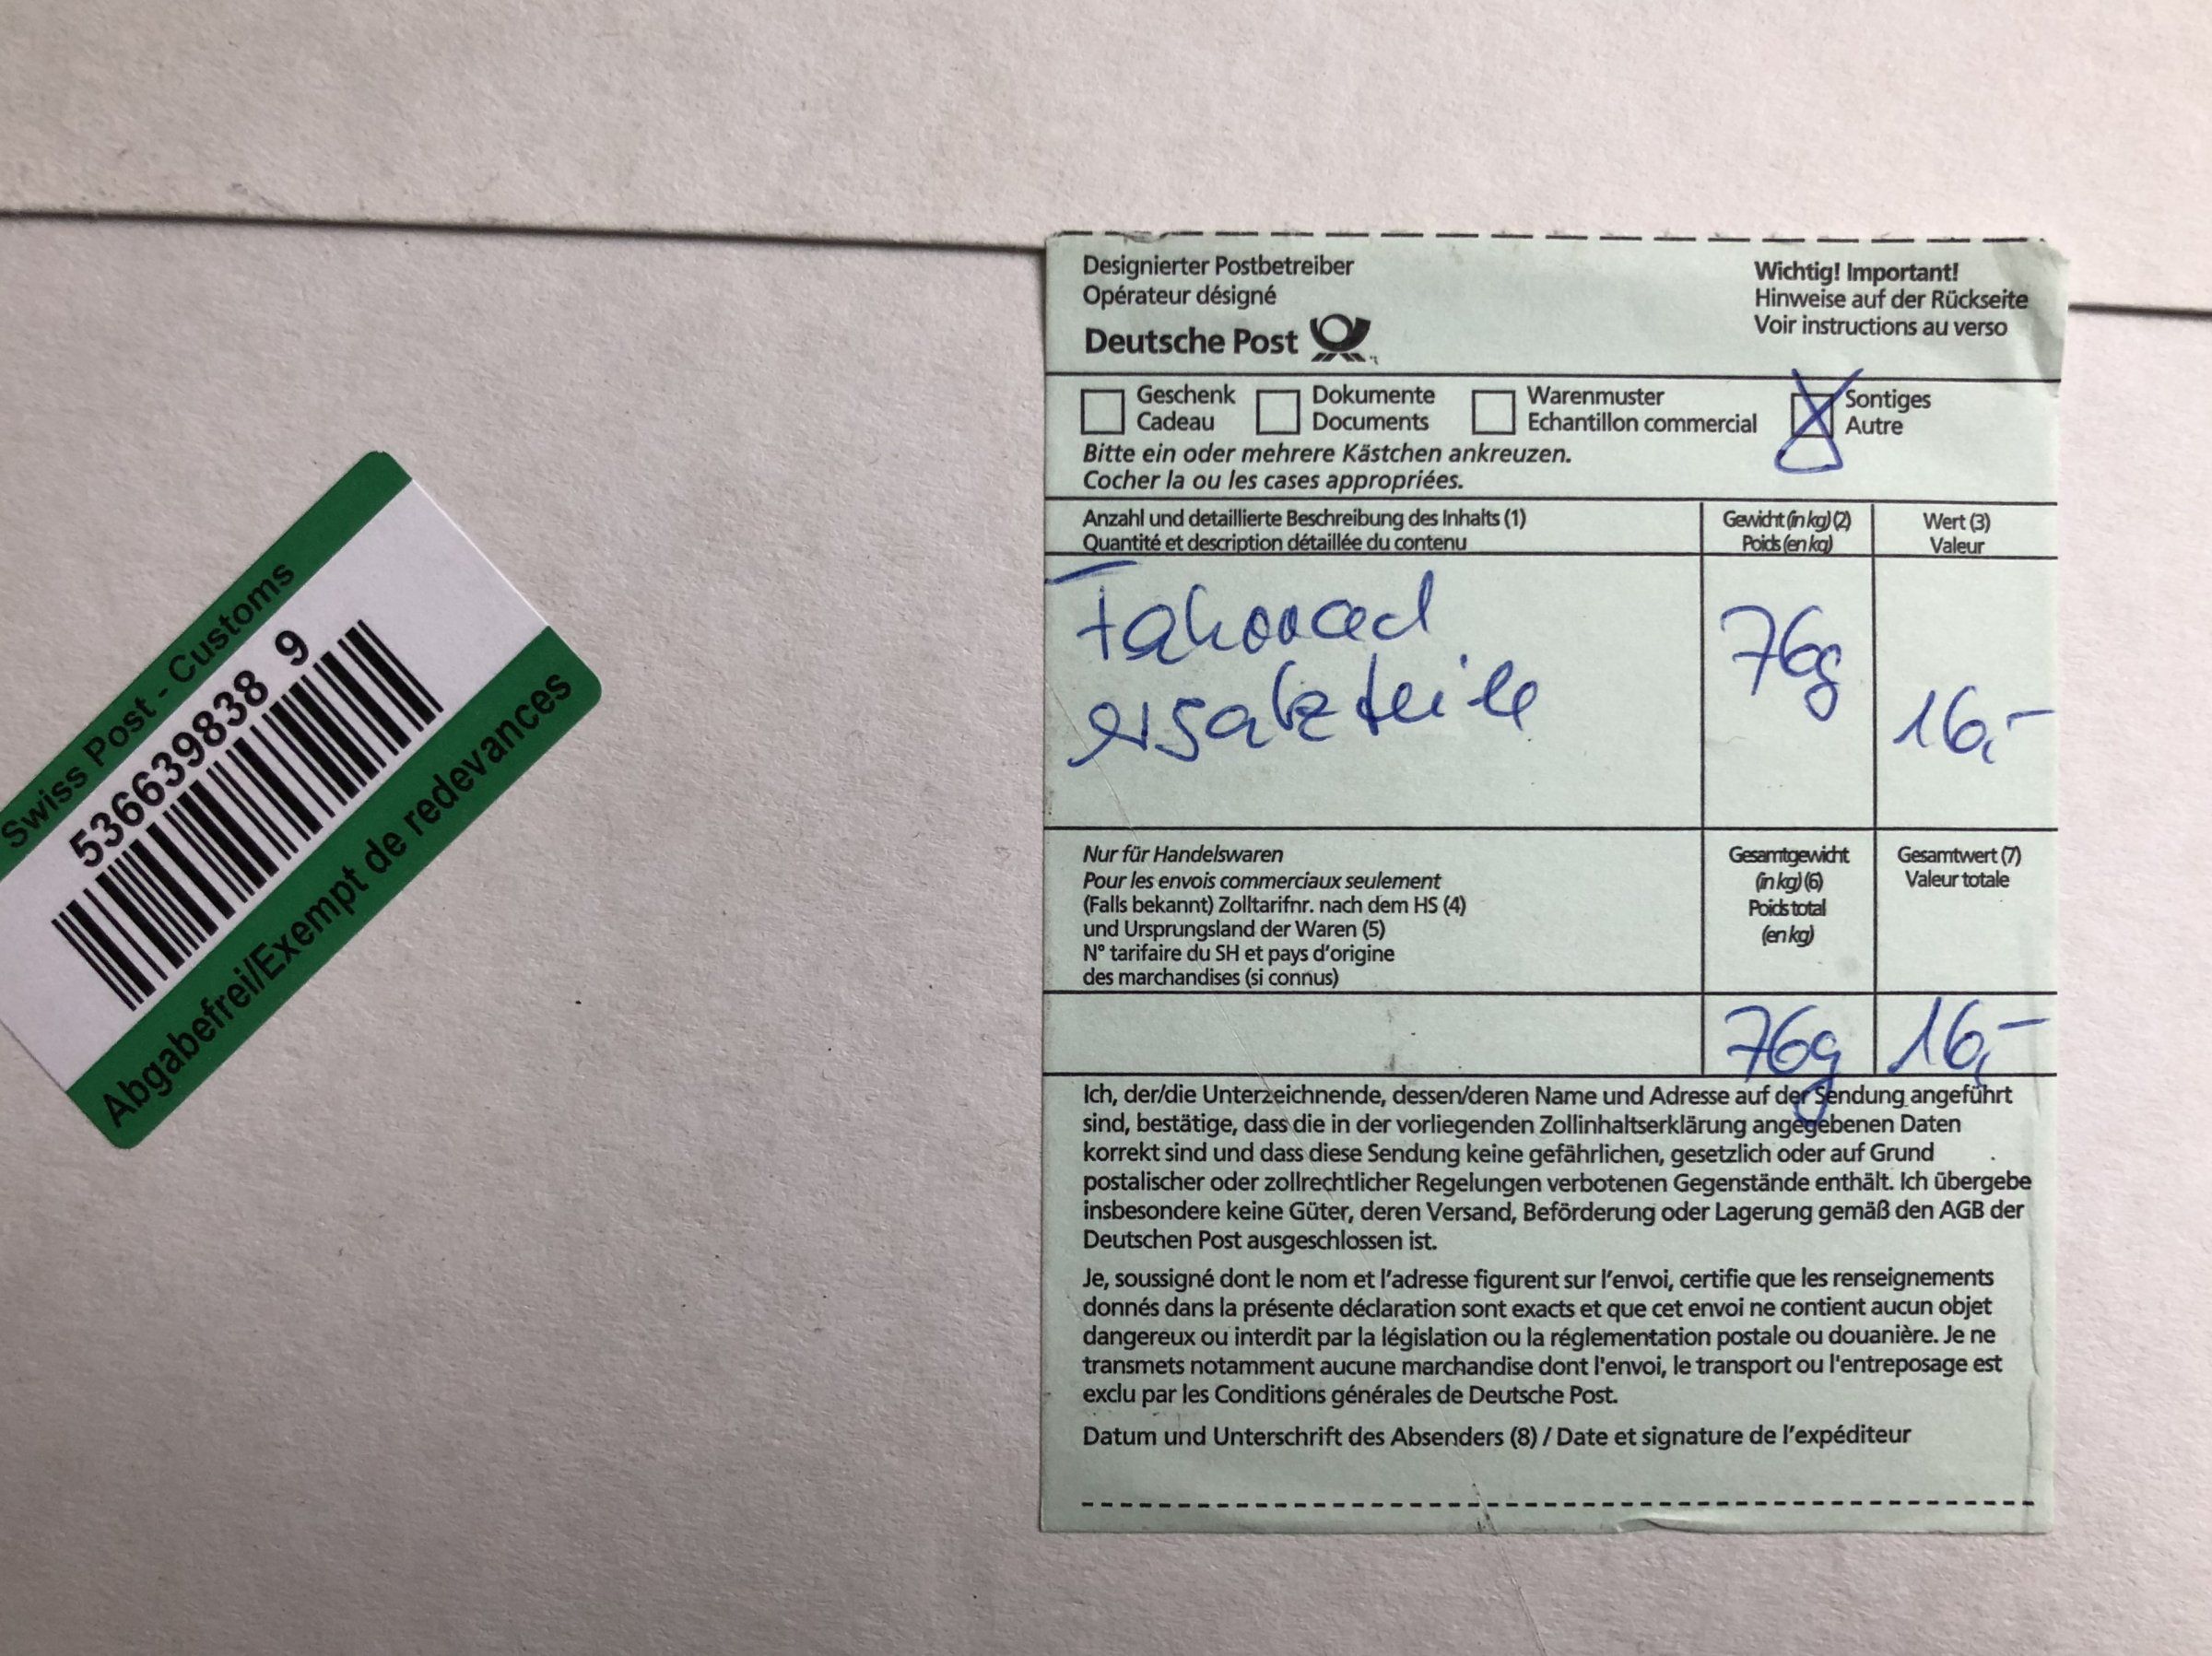 Swiss Post - Customs
536639838 9
Abgabefrei/Exempt de redevances
Designierter Postbetreiber
Opérateur désigné
Deutsche Post
Wichtig! Important!
Hinweise auf der Rückseite
Voir instructions au verso
Geschenk
Cadeau
Dokumente
Documents
Warenmuster
Echantillon commercial
Sontiges
Autre
Bitte ein oder mehrere Kästchen ankreuzen.
Cocher la ou les cases appropriées.
Anzahl und detaillierte Beschreibung des Inhalts (1)
Quantité et description détaillée du contenu
Gewicht (in kg) (2)
Poids (en kg)
Wert (3)
Valeur
Fahrrad
ersatzteile
76g
16,-
Nur für Handelswaren
Pour les envois commerciaux seulement
(Falls bekannt) Zolltarifnr. nach dem HS (4)
und Ursprungsland der Waren (5)
N° tarifaire du SH et pays d'origine
des marchandises (si connus)
Gesamtgewicht
(in kg) (6)
Poids total
(en kg)
Gesamtwert (7)
Valeur totale
76g
16,-
Ich, der/die Unterzeichnende, dessen/deren Name und Adresse auf der Sendung angeführt
sind, bestätige, dass die in der vorliegenden Zollinhaltserklärung angegebenen Daten
korrekt sind und dass diese Sendung keine gefährlichen, gesetzlich oder auf Grund
postalischer oder zollrechtlicher Regelungen verbotenen Gegenstände enthält. Ich übergebe
insbesondere keine Güter, deren Versand, Beförderung oder Lagerung gemäß den AGB der
Deutschen Post ausgeschlossen ist.
Je, soussigné dont le nom et l'adresse figurent sur l'envoi, certifie que les renseignements
donnés dans la présente déclaration sont exacts et que cet envoi ne contient aucun objet
dangereux ou interdit par la législation ou la réglementation postale ou douanière. Je ne
transmets notamment aucune marchandise dont l'envoi, le transport ou l'entreposage est
exclu par les Conditions générales de Deutsche Post.
Datum und Unterschrift des Absenders (8) / Date et signature de l'expéditeur